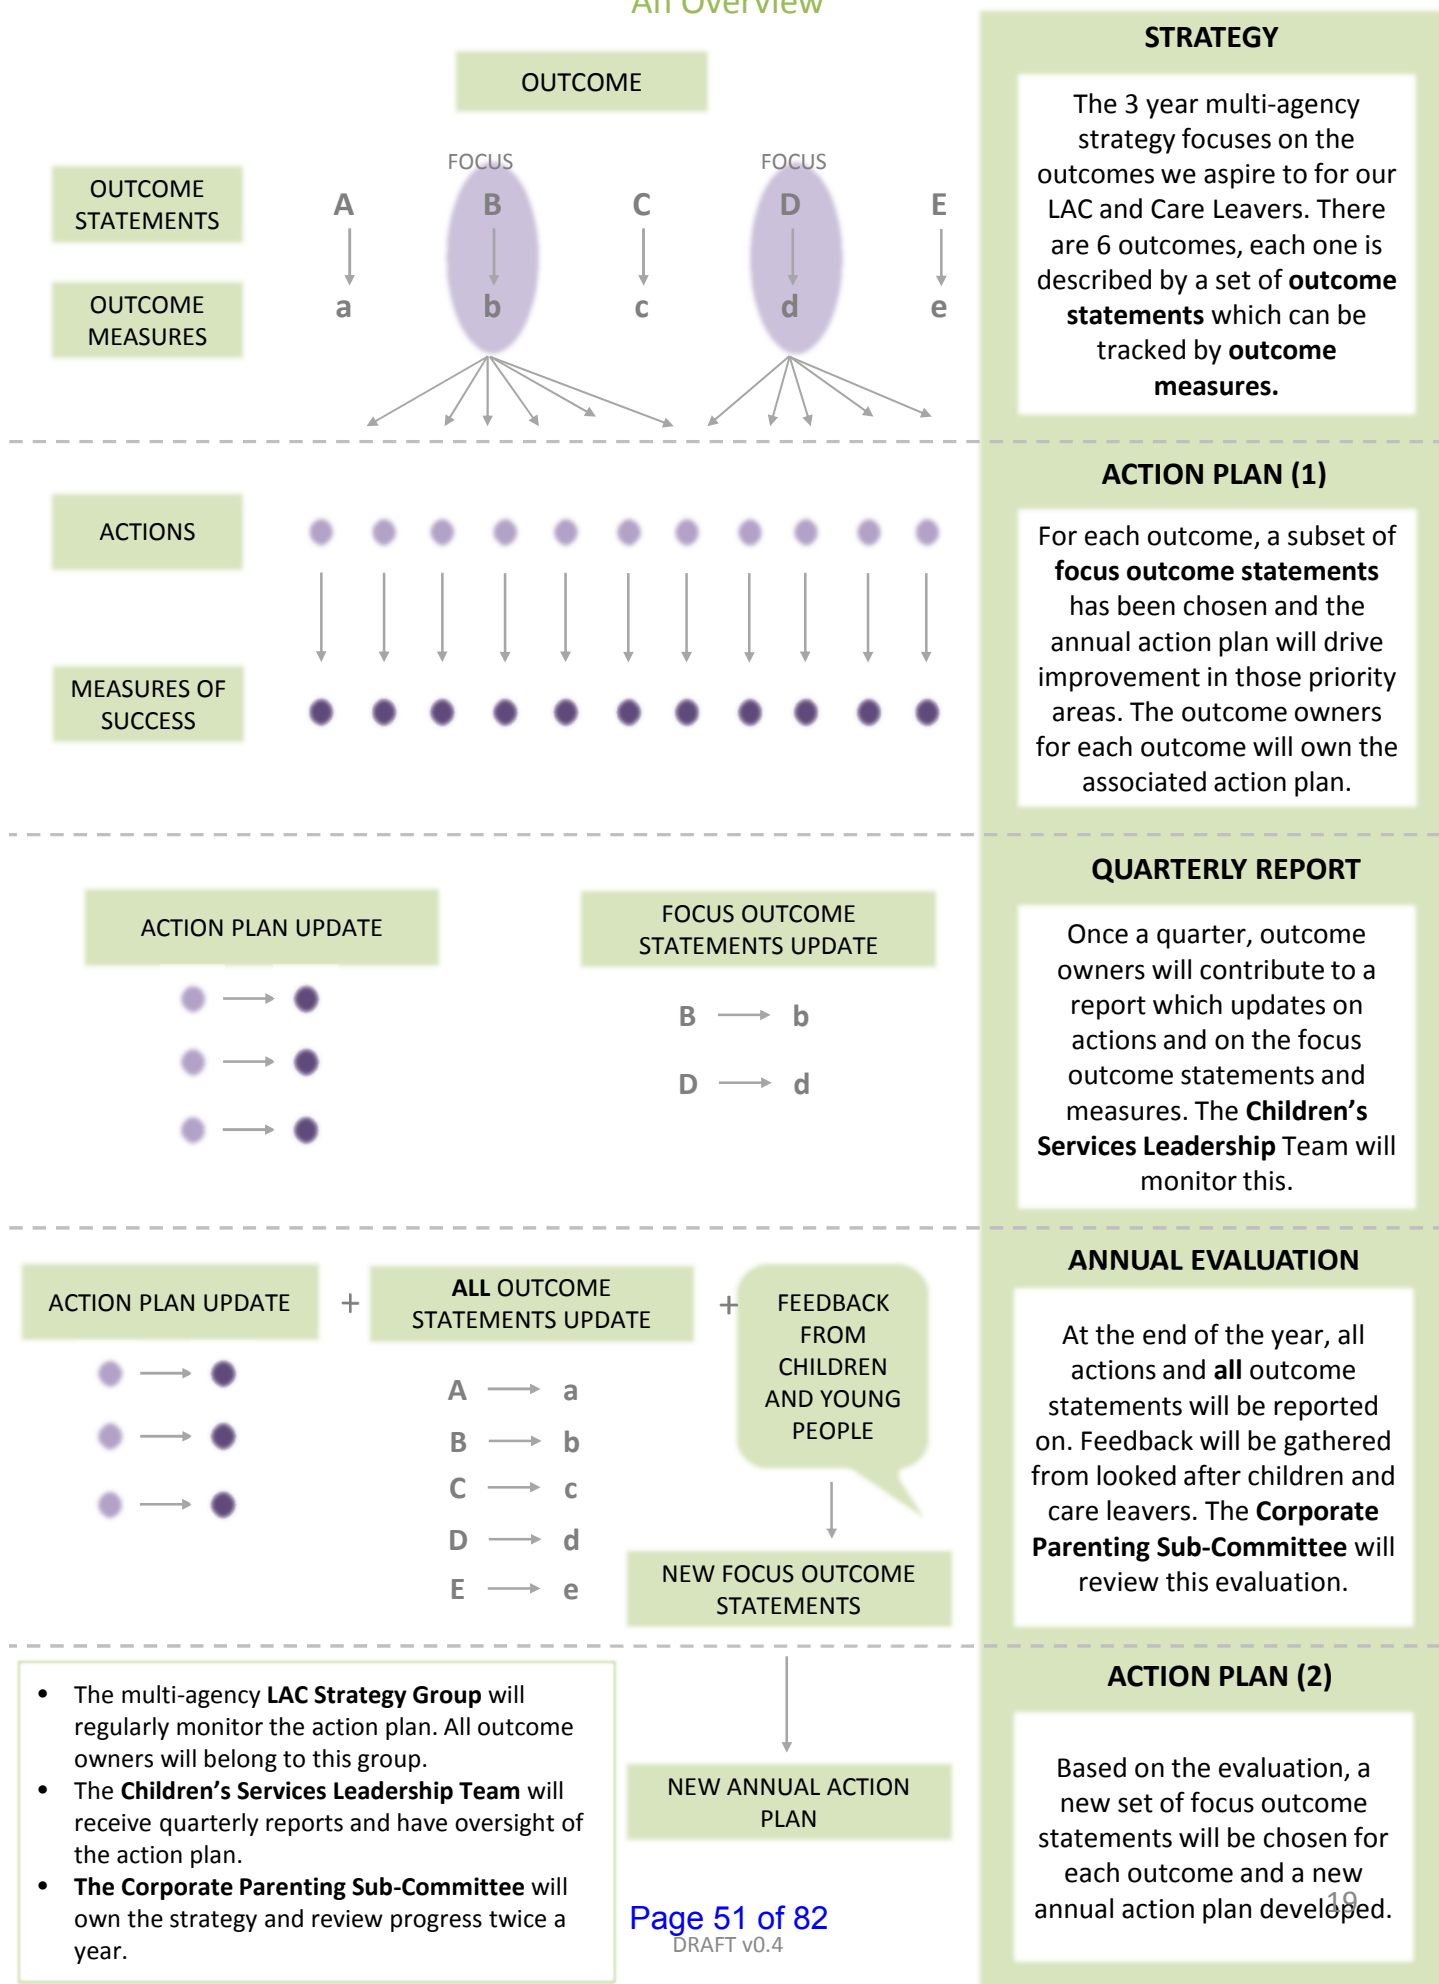 An Overview
OUTCOME
FOCUS
FOCUS
OUTCOME
STATEMENTS
A
B
C
D
E
OUTCOME
MEASURES
a
b
c
d
e
STRATEGY
The 3 year multi-agency
strategy focuses on the
outcomes we aspire to for our
LAC and Care Leavers. There
are 6 outcomes, each one is
described by a set of outcome
statements which can be
tracked by outcome
measures.
ACTIONS
MEASURES OF
SUCCESS
ACTION PLAN (1)
For each outcome, a subset of
focus outcome statements
has been chosen and the
annual action plan will drive
improvement in those priority
areas. The outcome owners
for each outcome will own the
associated action plan.
ACTION PLAN UPDATE
FOCUS OUTCOME
STATEMENTS UPDATE
B b
D d
QUARTERLY REPORT
Once a quarter, outcome
owners will contribute to a
report which updates on
actions and on the focus
outcome statements and
measures. The Children’s
Services Leadership Team will
monitor this.
ACTION PLAN UPDATE
+
ALL OUTCOME
STATEMENTS UPDATE
A a
B b
C c
D d
E e
+
FEEDBACK
FROM
CHILDREN
AND YOUNG
PEOPLE
NEW FOCUS OUTCOME
STATEMENTS
ANNUAL EVALUATION
At the end of the year, all
actions and all outcome
statements will be reported
on. Feedback will be gathered
from looked after children and
care leavers. The Corporate
Parenting Sub-Committee will
review this evaluation.
• The multi-agency LAC Strategy Group will
regularly monitor the action plan. All outcome
owners will belong to this group.
• The Children’s Services Leadership Team will
receive quarterly reports and have oversight of
the action plan.
• The Corporate Parenting Sub-Committee will
own the strategy and review progress twice a
year.
NEW ANNUAL ACTION
PLAN
ACTION PLAN (2)
Based on the evaluation, a
new set of focus outcome
statements will be chosen for
each outcome and a new
annual action plan developed.
19
Page 51 of 82
DRAFT v0.4